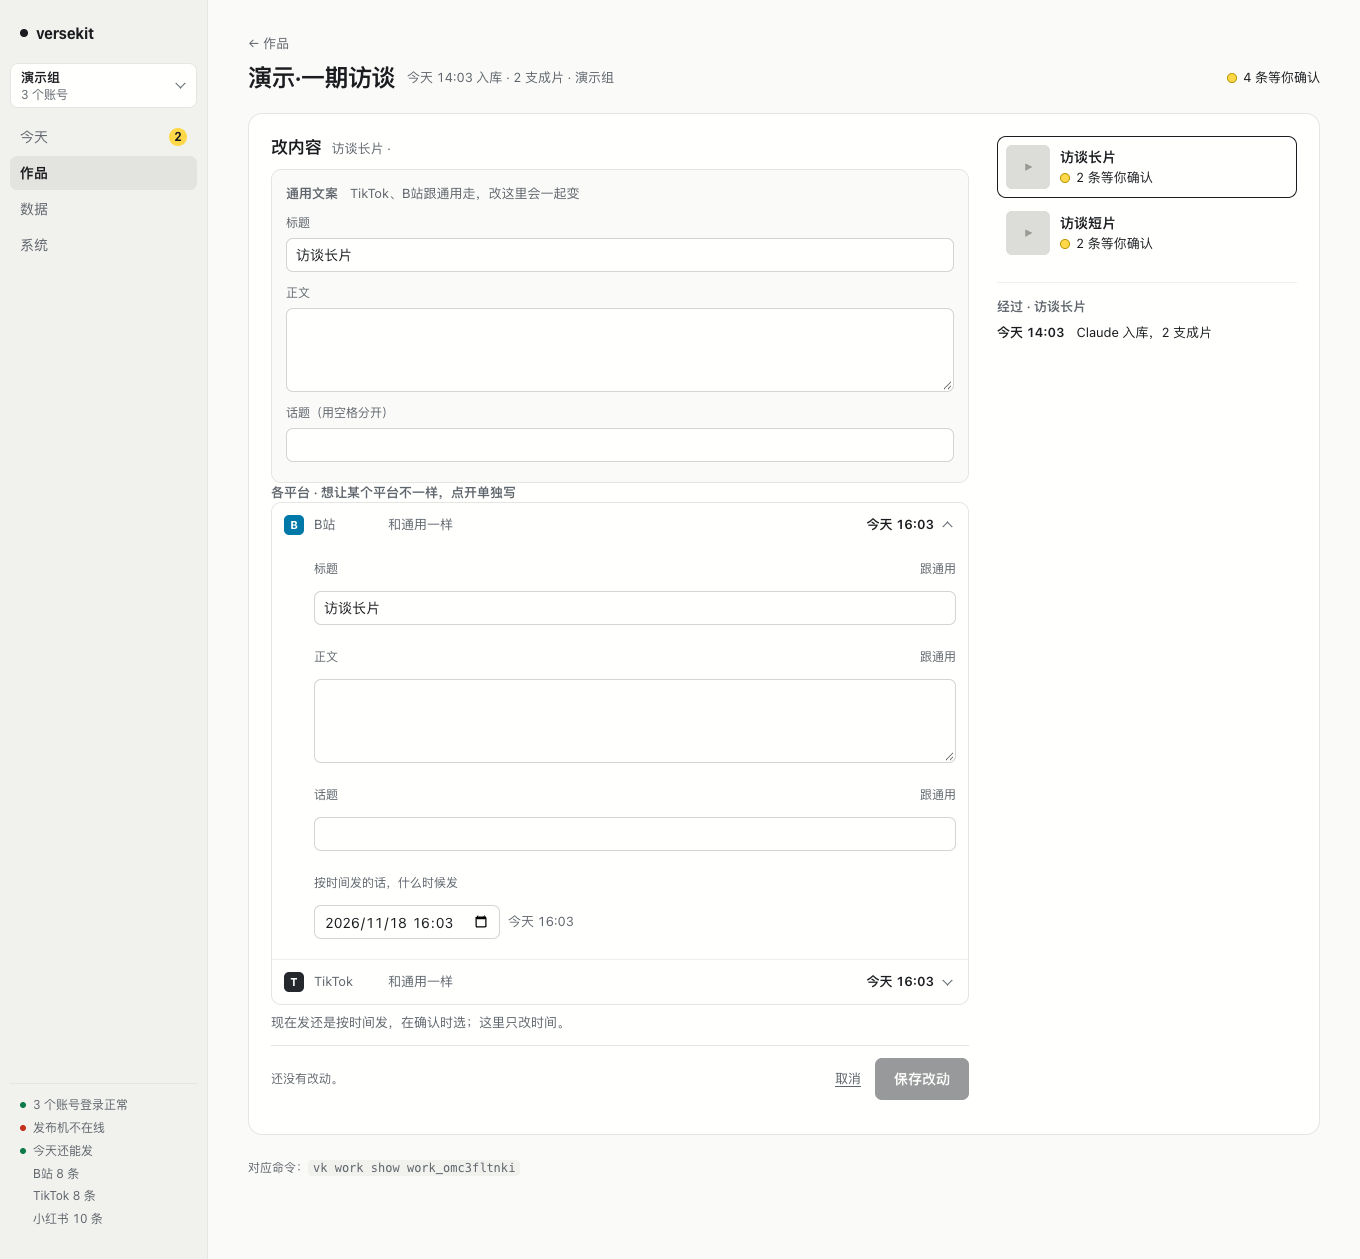 versekit
演示组
3 个账号
今天 2
作品
数据
系统
3 个账号登录正常
发布机不在线
今天还能发
B站 8 条
TikTok 8 条
小红书 10 条
← 作品
演示·一期访谈 今天 14:03 入库 · 2 支成片 · 演示组
4 条等你确认
改内容 访谈长片 ·
通用文案 TikTok、B站跟通用走，改这里会一起变
标题
访谈长片
正文
话题（用空格分开）
各平台 · 想让某个平台不一样，点开单独写
B B站 和通用一样 今天 16:03
标题 跟通用
访谈长片
正文 跟通用
话题 跟通用
按时间发的话，什么时候发
2026/11/18 16:03 今天 16:03
T TikTok 和通用一样 今天 16:03
现在发还是按时间发，在确认时选；这里只改时间。
还没有改动。 取消 保存改动
访谈长片
2 条等你确认
访谈短片
2 条等你确认
经过 · 访谈长片
今天 14:03 Claude 入库，2 支成片
对应命令： vk work show work_omc3fltnki